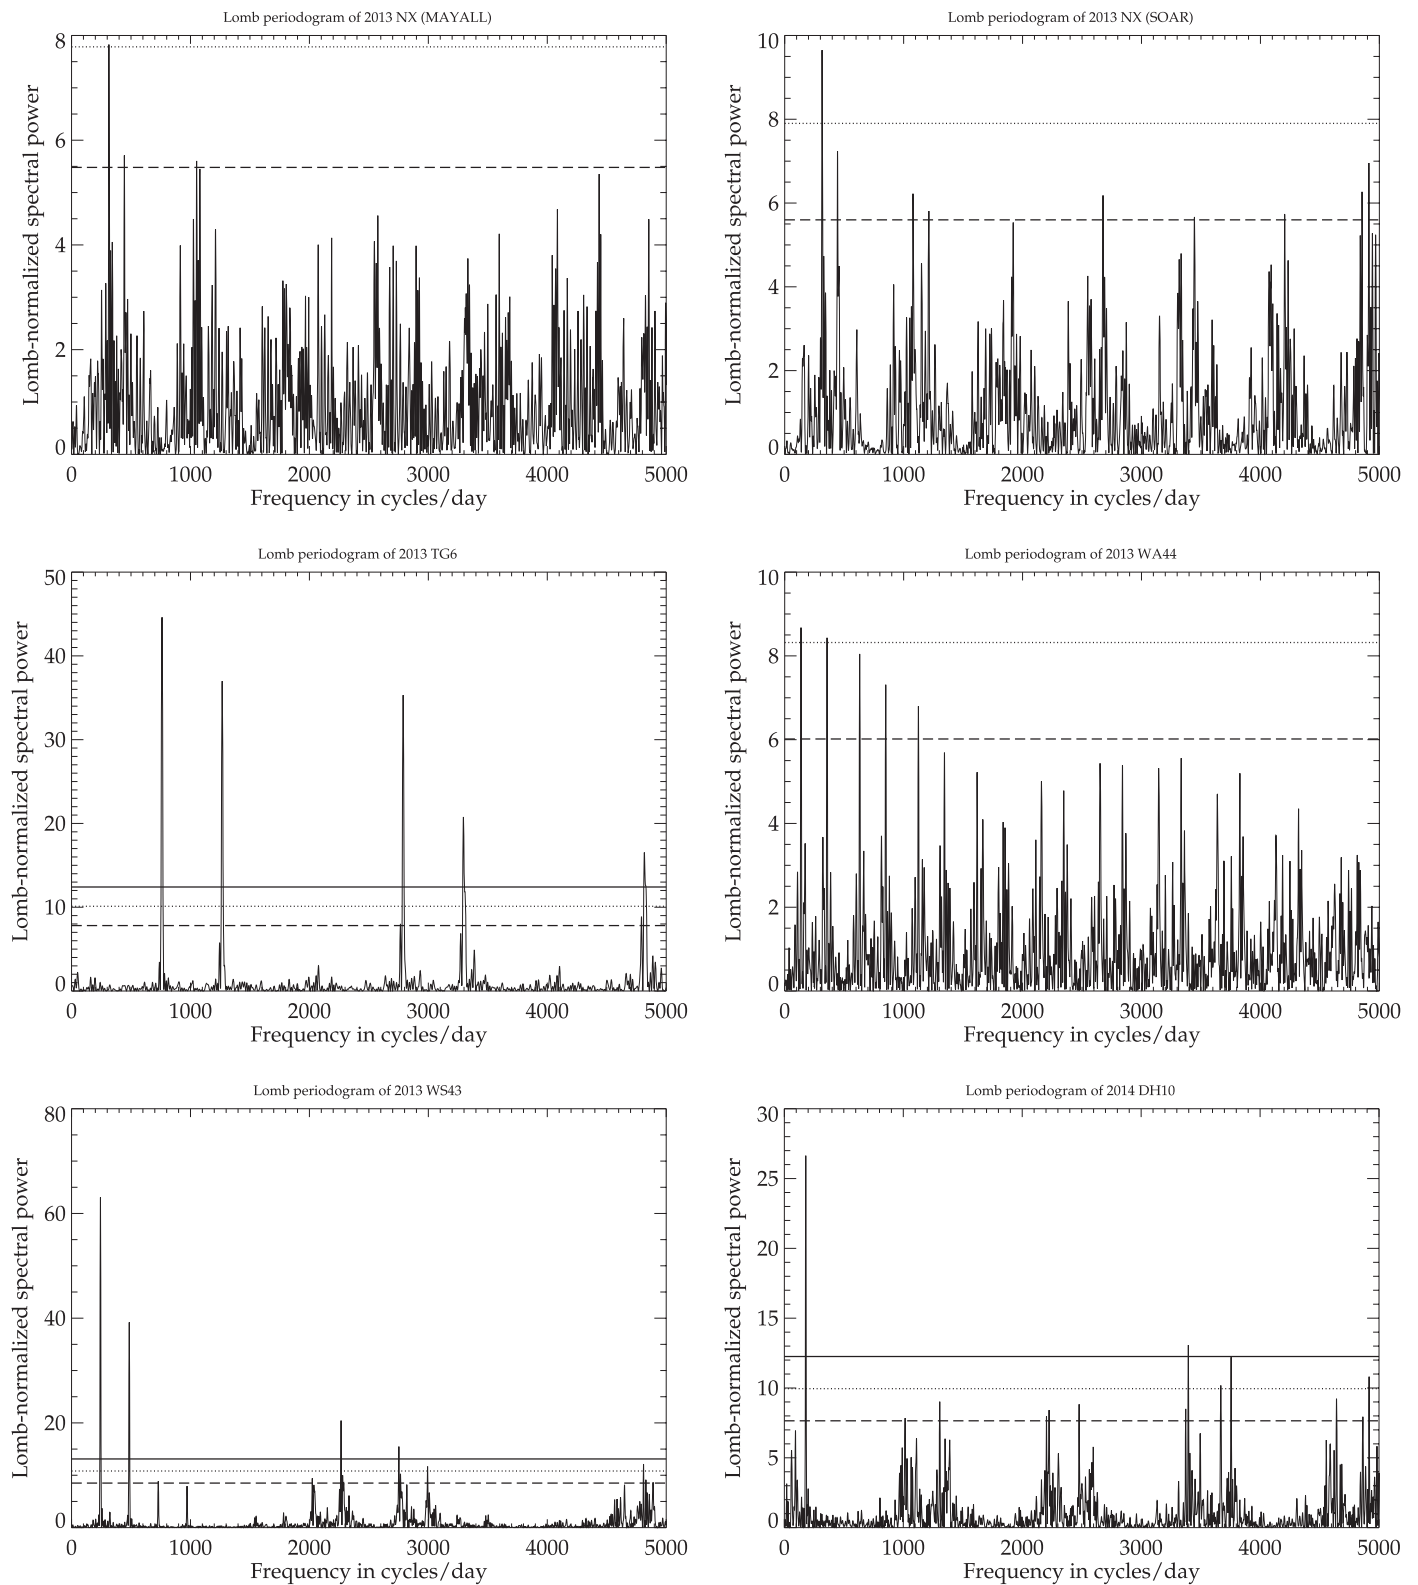 Lomb periodogram of 2013 NX (MAYALL)
Lomb-normalized spectral power
8
6
4
2
0
0 1000 2000 3000 4000 5000
Frequency in cycles/day
Lomb periodogram of 2013 NX (SOAR)
Lomb-normalized spectral power
10
8
6
4
2
0
0 1000 2000 3000 4000 5000
Frequency in cycles/day
Lomb periodogram of 2013 TG6
Lomb-normalized spectral power
50
40
30
20
10
0
0 1000 2000 3000 4000 5000
Frequency in cycles/day
Lomb periodogram of 2013 WA44
Lomb-normalized spectral power
10
8
6
4
2
0
0 1000 2000 3000 4000 5000
Frequency in cycles/day
Lomb periodogram of 2013 WS43
Lomb-normalized spectral power
80
60
40
20
0
0 1000 2000 3000 4000 5000
Frequency in cycles/day
Lomb periodogram of 2014 DH10
Lomb-normalized spectral power
30
25
20
15
10
5
0
0 1000 2000 3000 4000 5000
Frequency in cycles/day